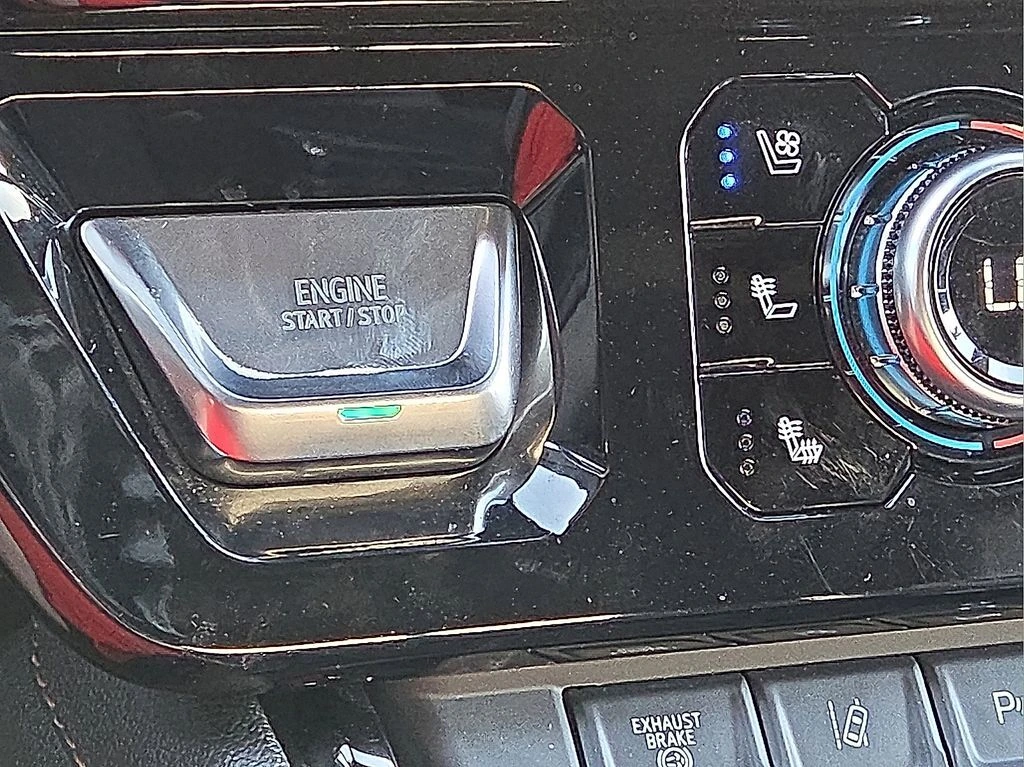 ENGINE
START / STOP
EXHAUST
BRAKE